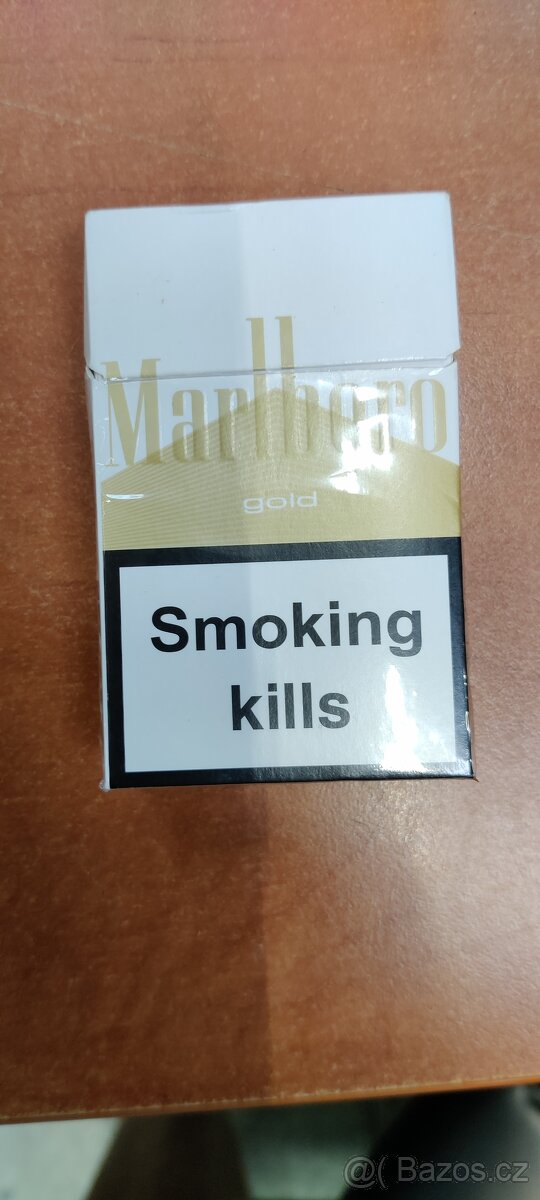 Marlboro
gold
Smoking
kills
@( Bazos.cz